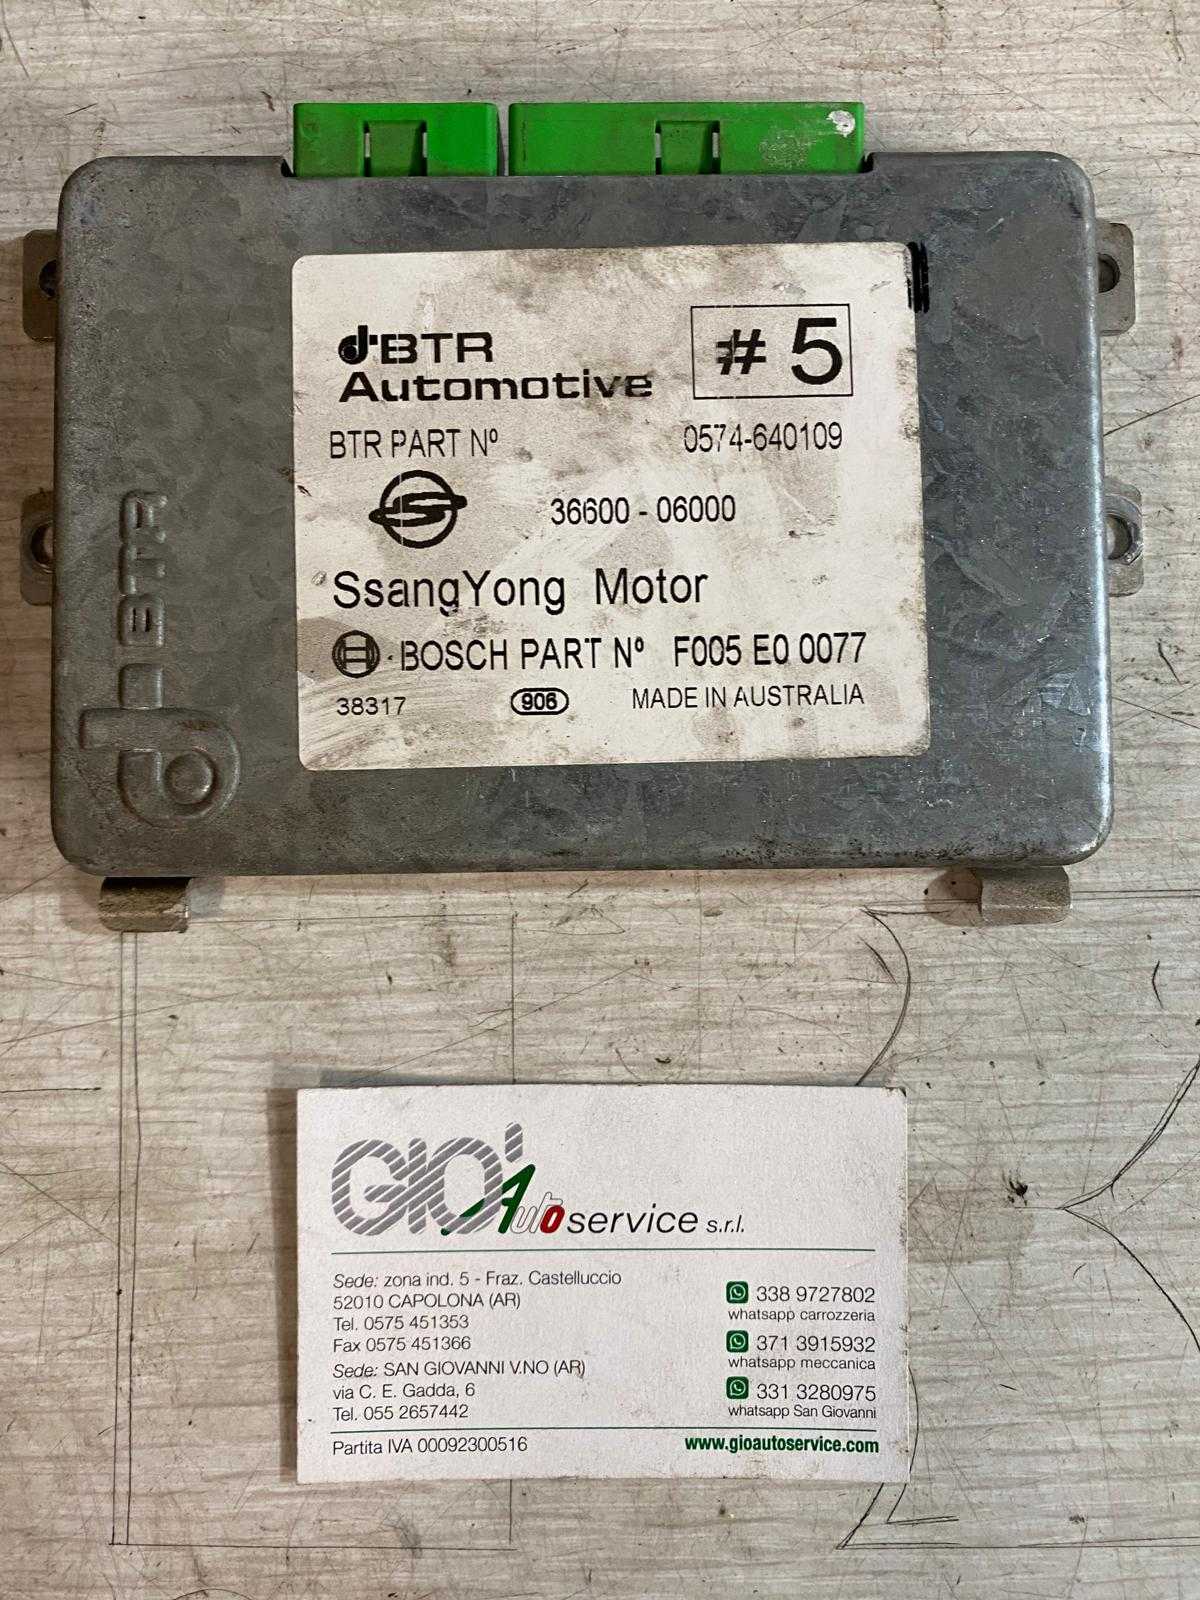 BTR
Automotive
# 5
BTR PART Nº 0574-640109
36600 - 06000
SsangYong Motor
BOSCH PART Nº F005 E0 0077
38317 906 MADE IN AUSTRALIA
BTR
GIO' Auto service s.r.l.
Sede: zona ind. 5 - Fraz. Castelluccio
52010 CAPOLONA (AR)
Tel. 0575 451353
Fax 0575 451366
Sede: SAN GIOVANNI V.NO (AR)
via C. E. Gadda, 6
Tel. 055 2657442
338 9727802
whatsapp carrozzeria
371 3915932
whatsapp meccanica
331 3280975
whatsapp San Giovanni
Partita IVA 00092300516
www.gioautoservice.com